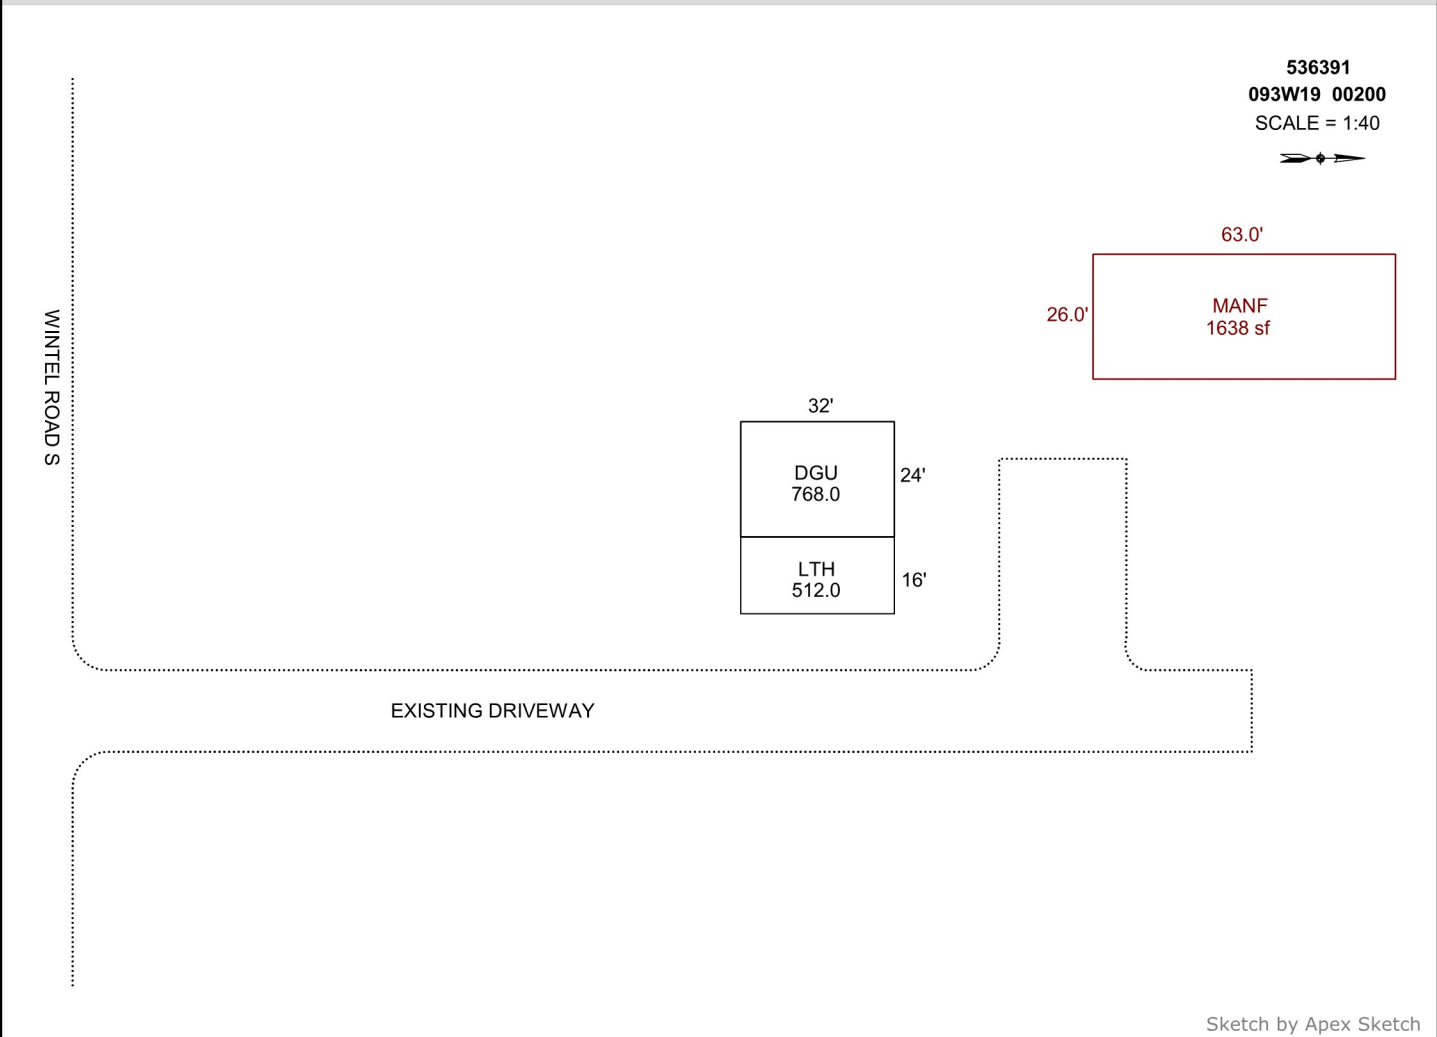 536391
093W19 00200
SCALE = 1:40
63.0'
26.0'
MANF
1638 sf
WINTEL ROAD S
32'
DGU
768.0
24'
LTH
512.0
16'
EXISTING DRIVEWAY
Sketch by Apex Sketch